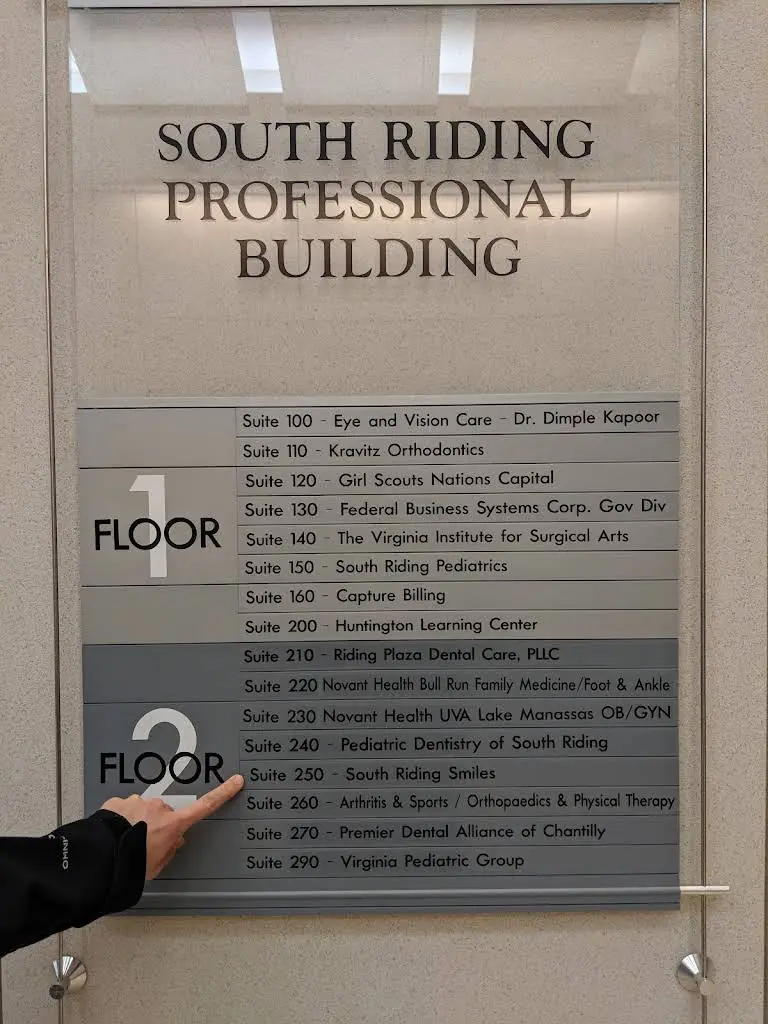 SOUTH RIDING
PROFESSIONAL
BUILDING
Suite 100 - Eye and Vision Care - Dr. Dimple Kapoor
Suite 110 - Kravitz Orthodontics
1
FLOOR
Suite 120 - Girl Scouts Nations Capital
Suite 130 - Federal Business Systems Corp. Gov Div
Suite 140 - The Virginia Institute for Surgical Arts
Suite 150 - South Riding Pediatrics
Suite 160 - Capture Billing
Suite 200 - Huntington Learning Center
Suite 210 - Riding Plaza Dental Care, PLLC
Suite 220 Novant Health Bull Run Family Medicine/Foot & Ankle
2
FLOOR
Suite 230 Novant Health UVA Lake Manassas OB/GYN
Suite 240 - Pediatric Dentistry of South Riding
Suite 250 - South Riding Smiles
Suite 260 - Arthritis & Sports / Orthopaedics & Physical Therapy
Suite 270 - Premier Dental Alliance of Chantilly
Suite 290 - Virginia Pediatric Group